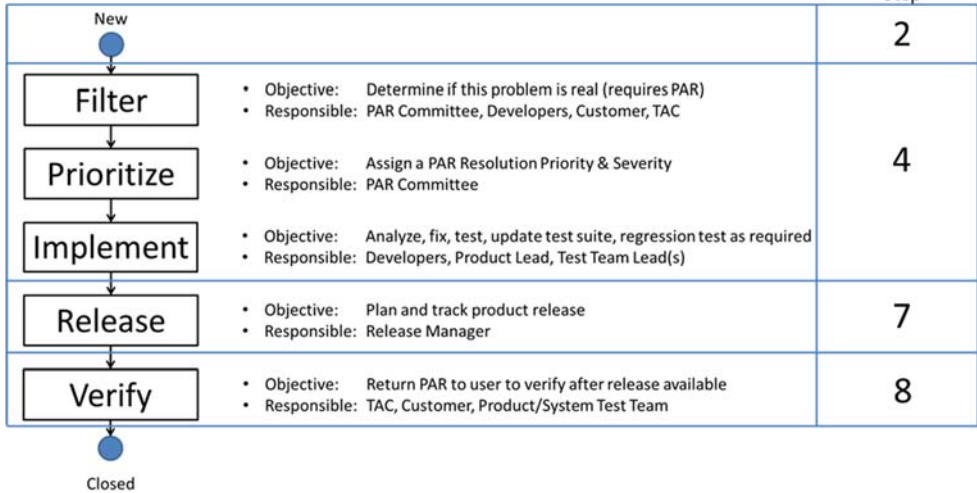 New
2
Filter
• Objective: Determine if this problem is real (requires PAR)
• Responsible: PAR Committee, Developers, Customer, TAC
Prioritize
• Objective: Assign a PAR Resolution Priority & Severity
• Responsible: PAR Committee
4
Implement
• Objective: Analyze, fix, test, update test suite, regression test as required
• Responsible: Developers, Product Lead, Test Team Lead(s)
Release
• Objective: Plan and track product release
• Responsible: Release Manager
7
Verify
• Objective: Return PAR to user to verify after release available
• Responsible: TAC, Customer, Product/System Test Team
8
Closed